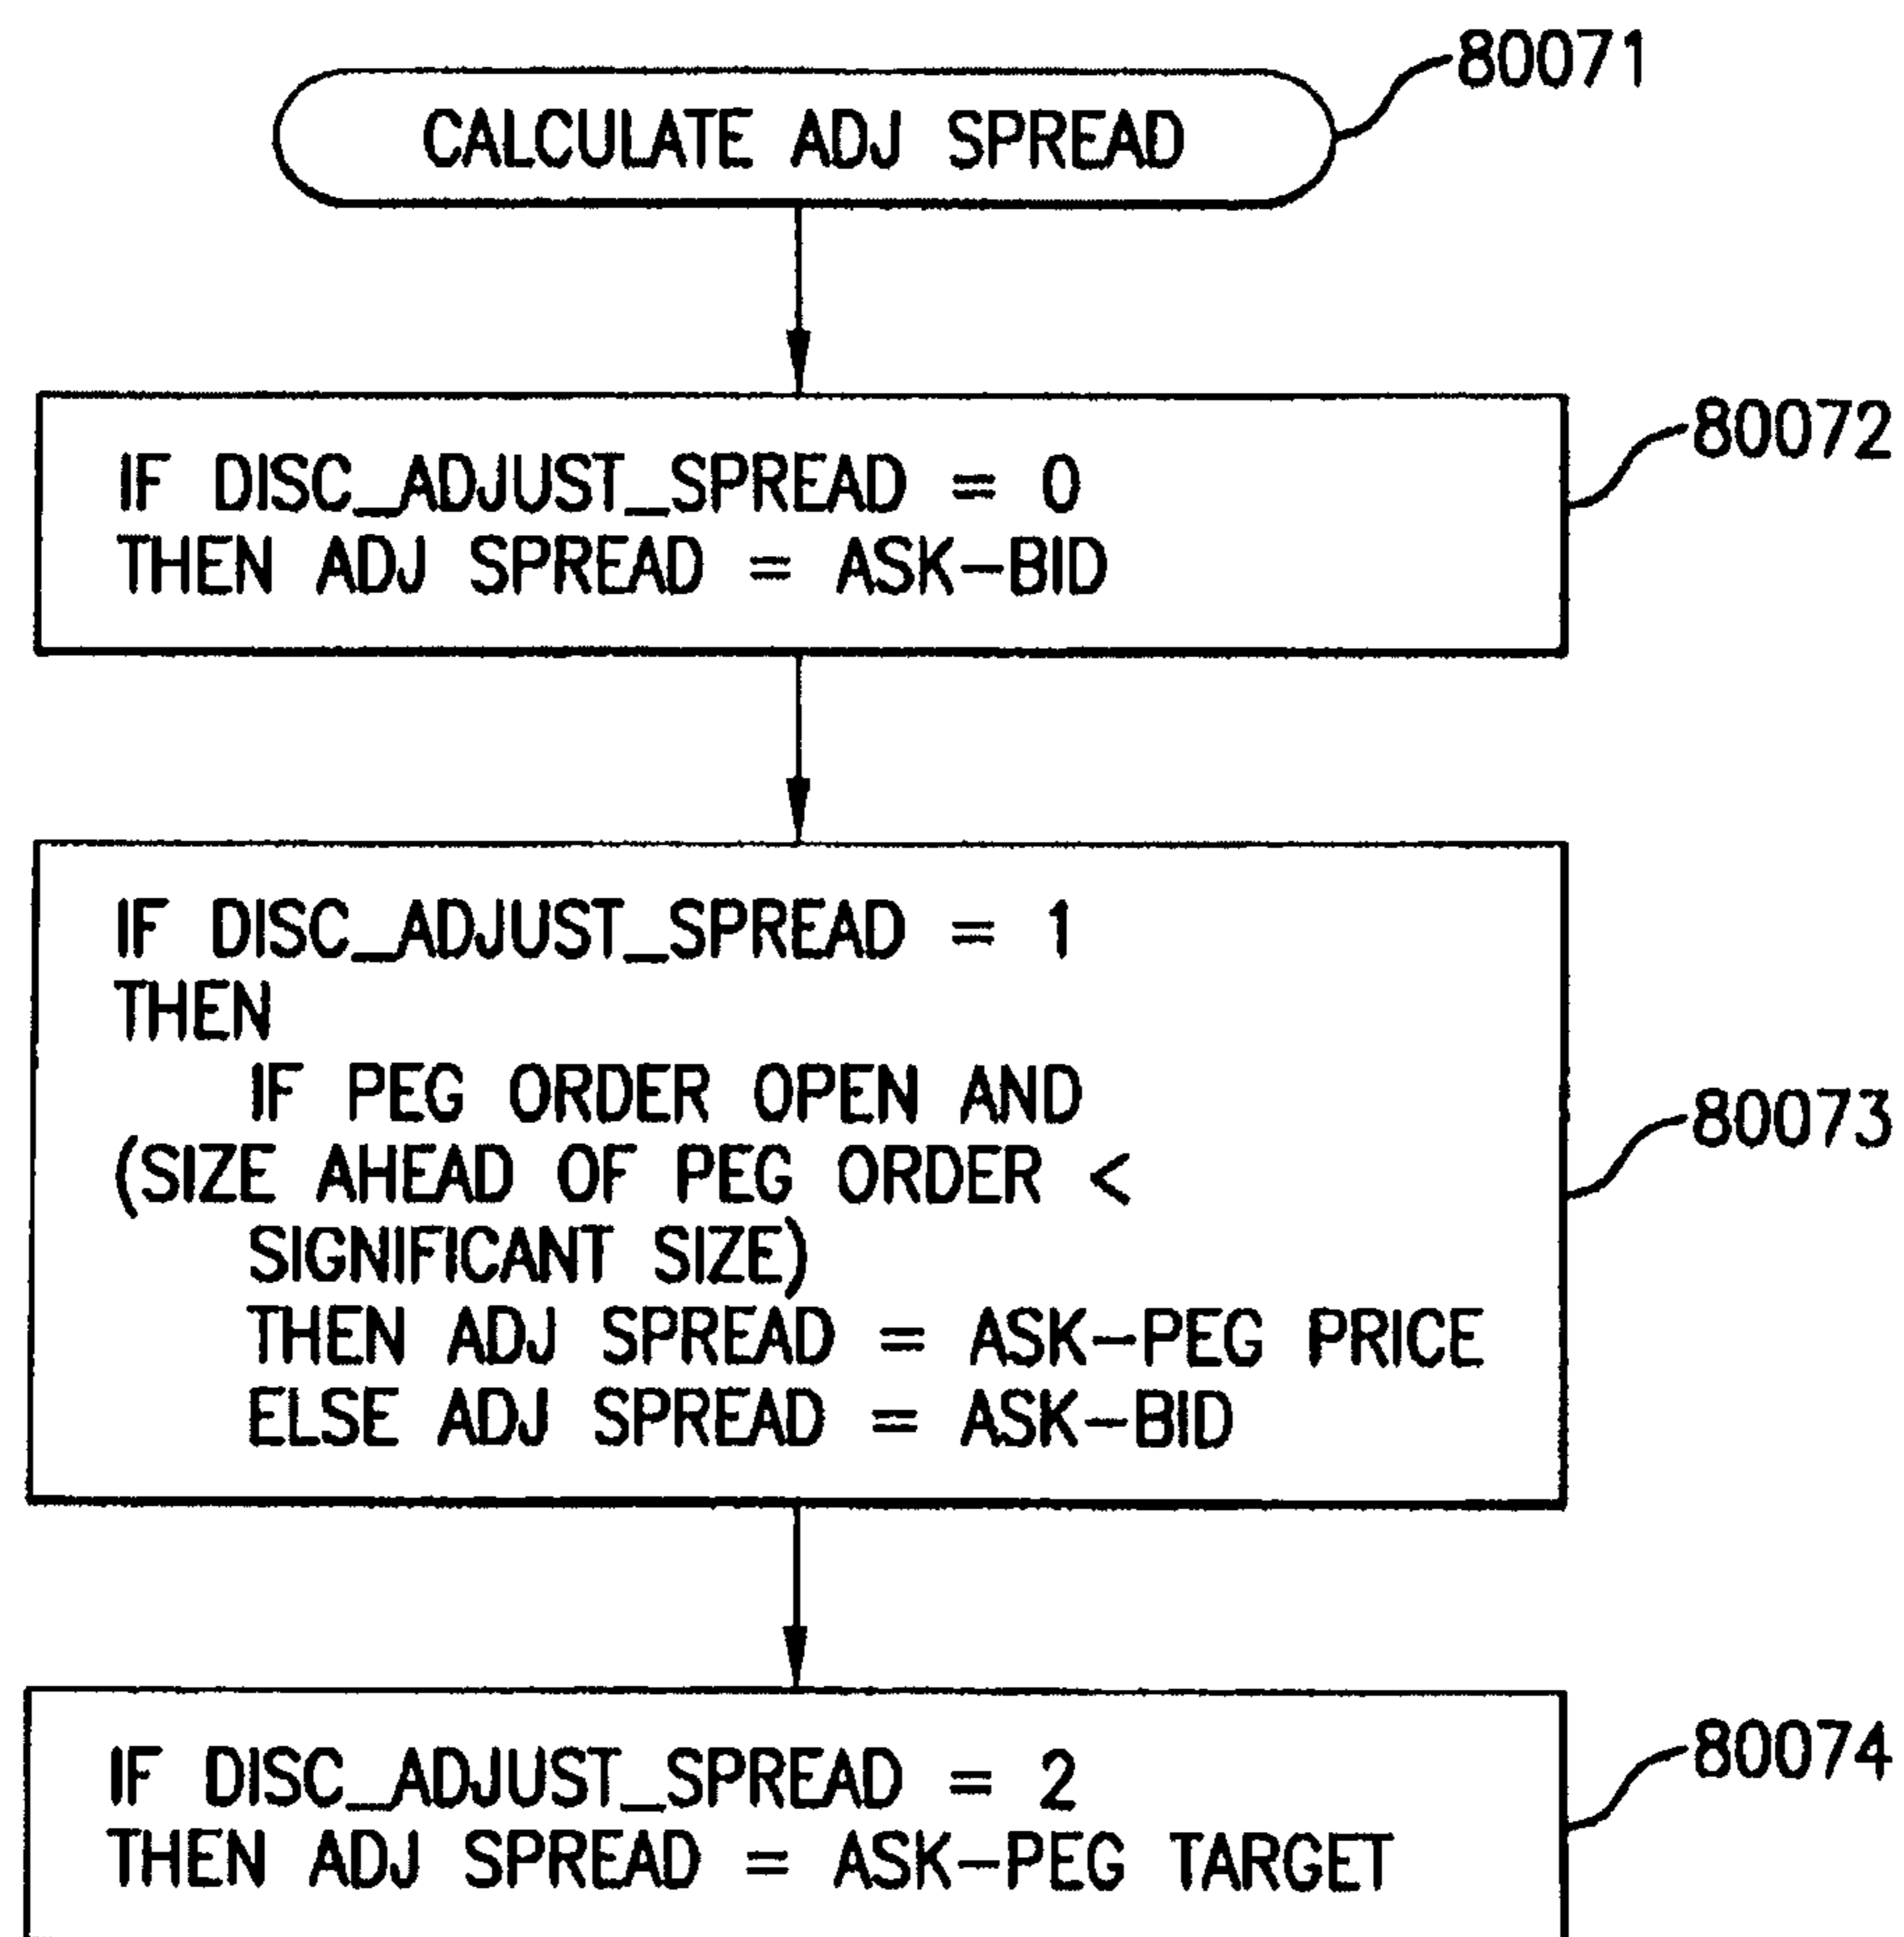 80071
CALCULATE ADJ SPREAD
80072
IF DISC_ADJUST_SPREAD = 0
THEN ADJ SPREAD = ASK-BID
80073
IF DISC_ADJUST_SPREAD = 1
THEN
IF PEG ORDER OPEN AND
(SIZE AHEAD OF PEG ORDER <
SIGNIFICANT SIZE)
THEN ADJ SPREAD = ASK-PEG PRICE
ELSE ADJ SPREAD = ASK-BID
80074
IF DISC_ADJUST_SPREAD = 2
THEN ADJ SPREAD = ASK-PEG TARGET